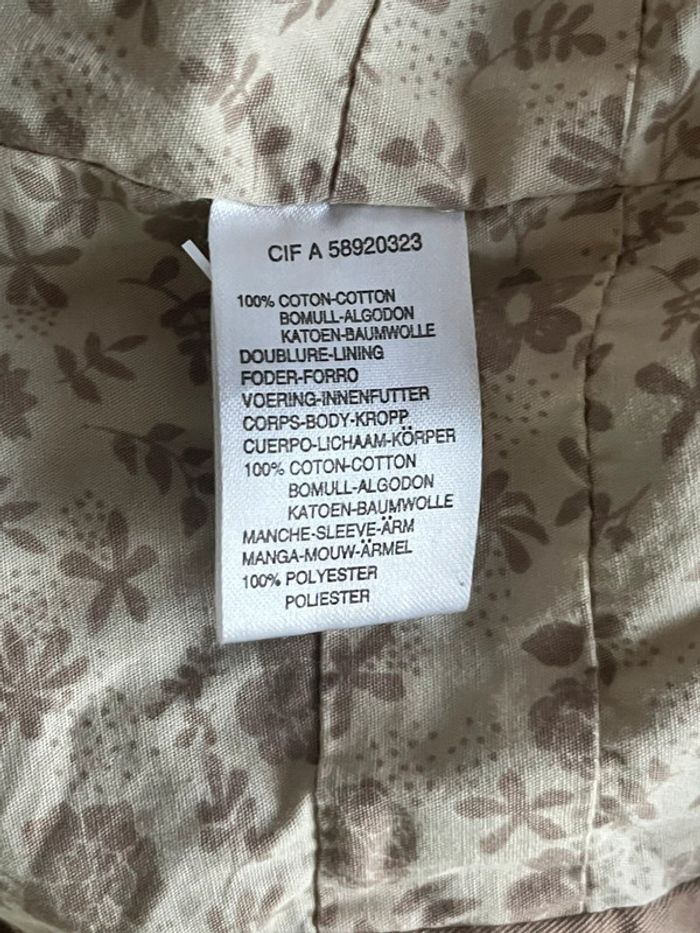 CIF A 58920323
100% COTON-COTTON
BOMULL-ALGODON
KATOEN-BAUMWOLLE
DOUBLURE-LINING
FODER-FORRO
VOERING-INNENFUTTER
CORPS-BODY-KROPP
CUERPO-LICHAAM-KÖRPER
100% COTON-COTTON
BOMULL-ALGODON
KATOEN-BAUMWOLLE
MANCHE-SLEEVE-ÄRM
MANGA-MOUW-ÄRMEL
100% POLYESTER
POLIESTER